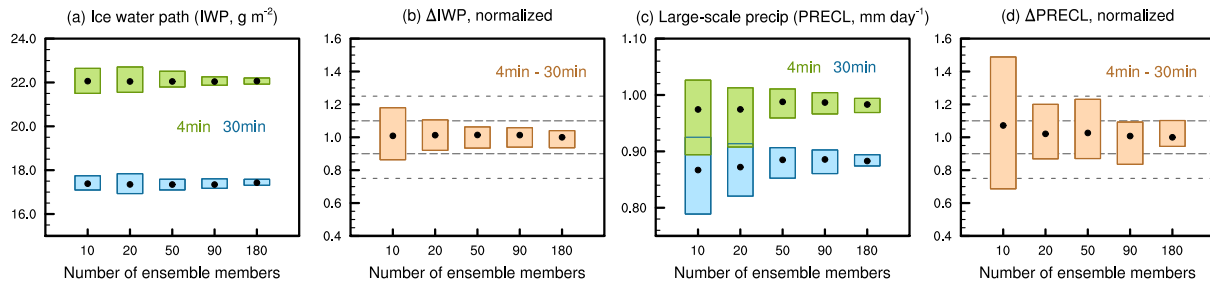 (a) Ice water path (IWP, g m⁻²)
24.0
22.0
20.0
18.0
16.0
4min 30min
10 20 50 90 180
Number of ensemble members
(b) ΔIWP, normalized
1.6
1.4
1.2
1.0
0.8
0.6
0.4
4min - 30min
10 20 50 90 180
Number of ensemble members
(c) Large-scale precip (PRECL, mm day⁻¹)
1.10
1.00
0.90
0.80
4min 30min
10 20 50 90 180
Number of ensemble members
(d) ΔPRECL, normalized
1.6
1.4
1.2
1.0
0.8
0.6
0.4
4min - 30min
10 20 50 90 180
Number of ensemble members